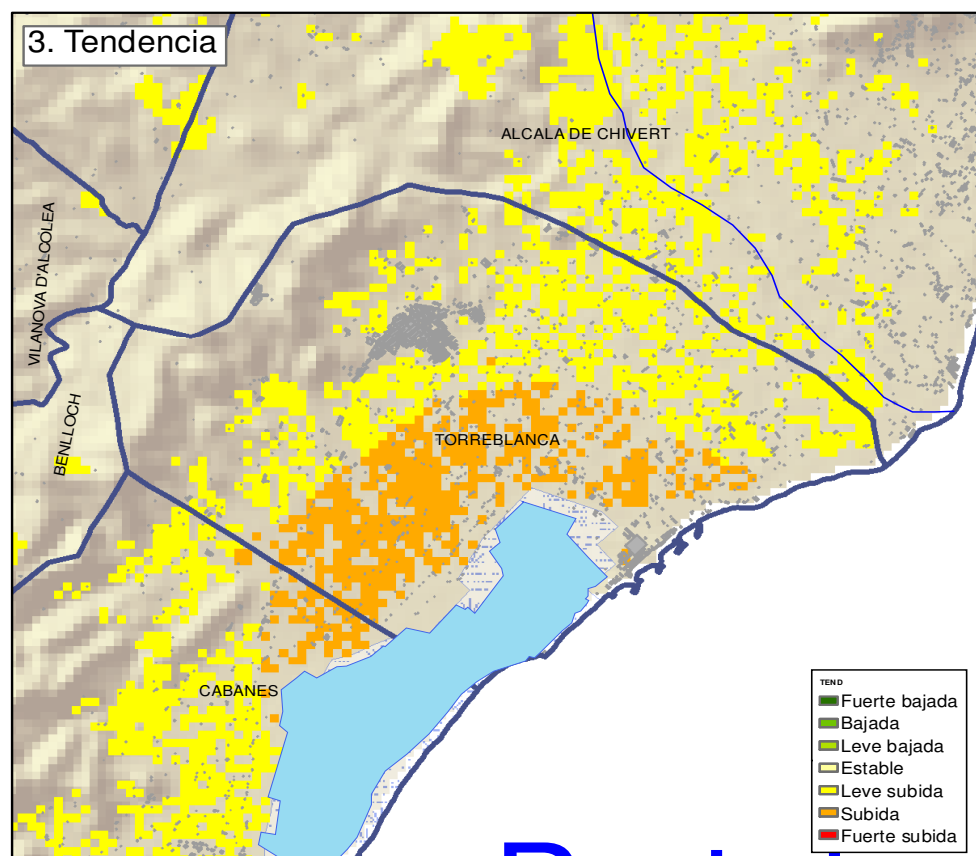 3. Tendencia
ALCALA DE CHIVERT
VILANOVA D'ALCOLEA
BENLLOCH
TORREBLANCA
CABANES
TEND
Fuerte bajada
Bajada
Leve bajada
Estable
Leve subida
Subida
Fuerte subida